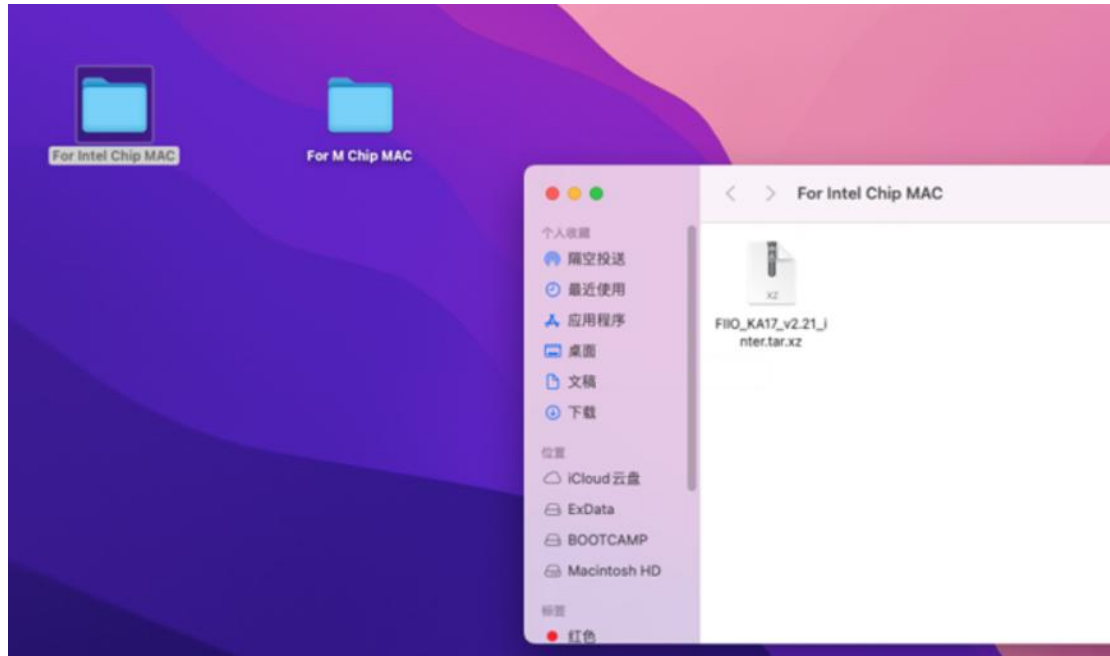 For Intel Chip MAC
For M Chip MAC
For Intel Chip MAC
个人收藏
隔空投送
最近使用
应用程序
桌面
文稿
下载
位置
iCloud云盘
ExData
BOOTCAMP
Macintosh HD
标签
红色
XZ
FIIO_KA17_v2.21_i
nter.tar.xz